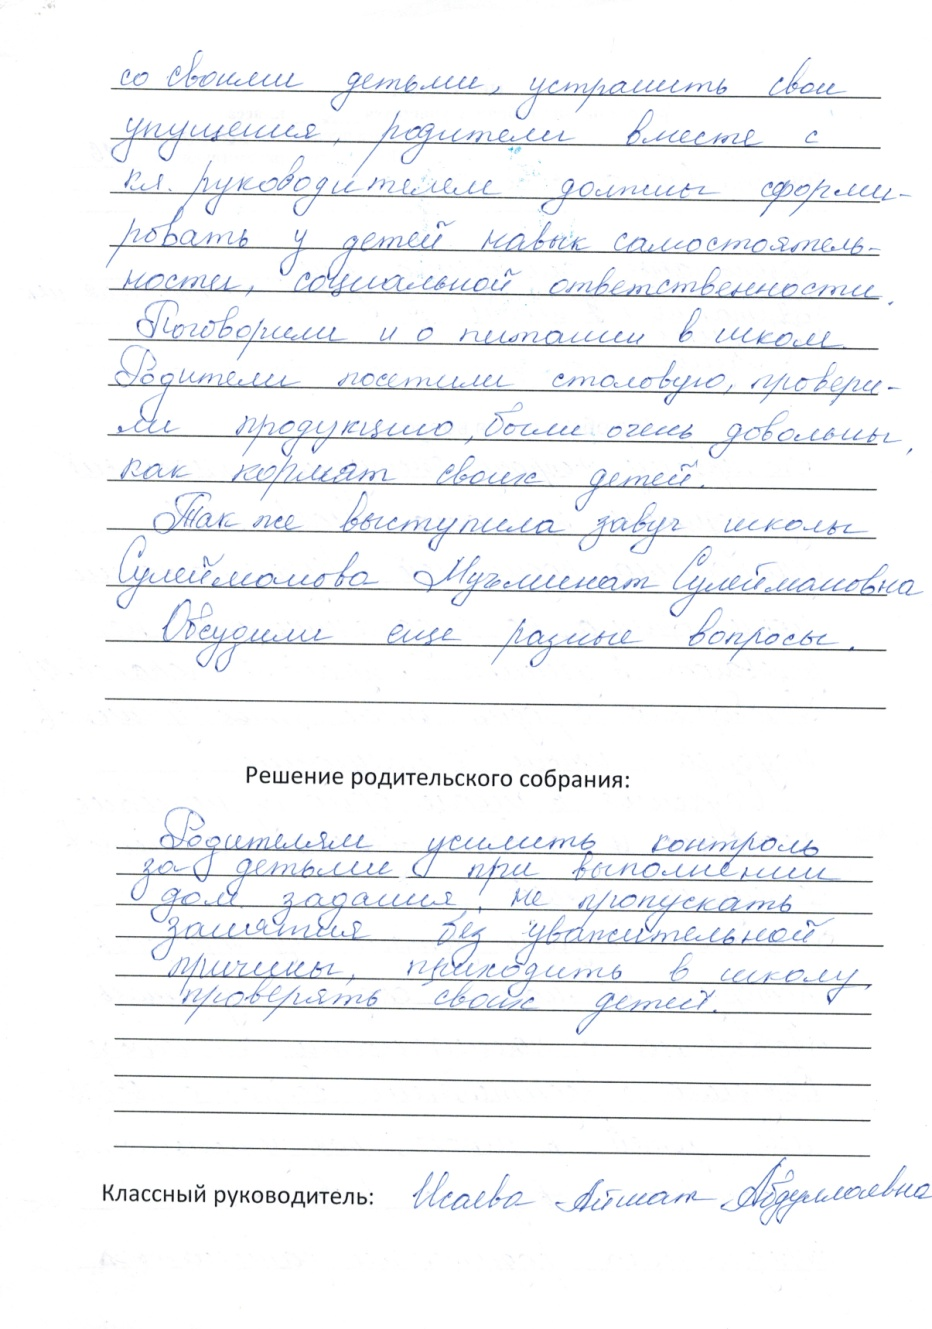 со своими детьми, устранить свои
упущения, родители вместе с
кл. руководителем должны сформи-
ровать у детей навык самостоятель-
ности, социальной ответственности.
Поговорили и о питании в школе.
Родители посетили столовую, провери-
ли продукцию, были очень довольны,
как кормят своих детей.
Так же выступила завуч школы
Сулейманова Нузьминат Сулеймановна
Обсудили еще разные вопросы.
Решение родительского собрания:
Родителям усилить контроль
за детьми при выполнении
дом. задания, не пропускать
занятия без уважительной
причины, приходить в школу,
проверять своих детей.
Классный руководитель: Исаева Айшат Абдуллаевна